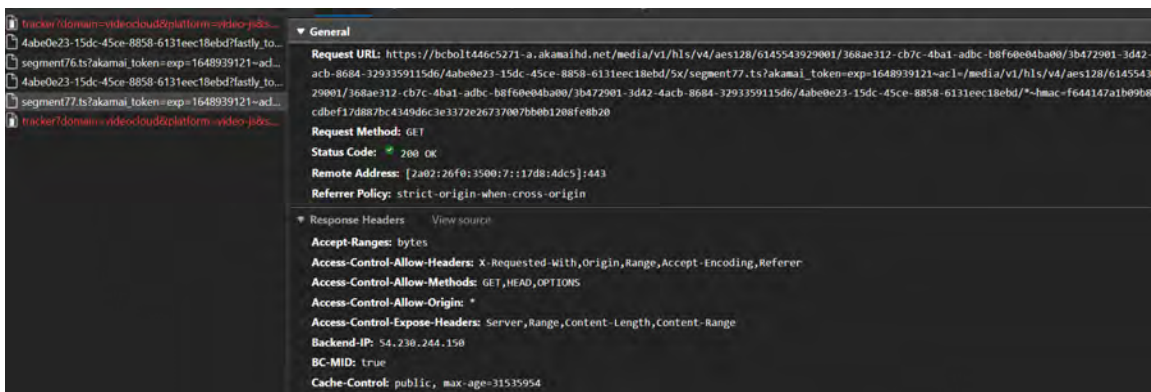 tracker?domain=videocloud&platform=video-js&s...
4abe0e23-15dc-45ce-8858-6131eec18ebd?fastly_to...
segment76.ts?akamai_token=exp=1648939121~acl...
4abe0e23-15dc-45ce-8858-6131eec18ebd?fastly_to...
segment77.ts?akamai_token=exp=1648939121~acl...
tracker?domain=videocloud&platform=video-js&s...
▼ General
Request URL: https://bcbolt446c5271-a.akamaihd.net/media/v1/hls/v4/aes128/6145543929001/368ae312-cb7c-4ba1-adbc-b8f60e04ba00/3b472901-3d42-
acb-8684-3293359115d6/4abe0e23-15dc-45ce-8858-6131eec18ebd/5x/segment77.ts?akamai_token=exp=1648939121~acl=/media/v1/hls/v4/aes128/6145543
29001/368ae312-cb7c-4ba1-adbc-b8f60e04ba00/3b472901-3d42-4acb-8684-3293359115d6/4abe0e23-15dc-45ce-8858-6131eec18ebd/*~hmac=f644147a1b09b8
cdbef17d887bc4349d6c3e3372e26737007bb0b1208fe8b20
Request Method: GET
Status Code: 200 OK
Remote Address: [2a02:26f0:3500:7::17d8:4dc5]:443
Referrer Policy: strict-origin-when-cross-origin
▼ Response Headers View source
Accept-Ranges: bytes
Access-Control-Allow-Headers: X-Requested-With,Origin,Range,Accept-Encoding,Referer
Access-Control-Allow-Methods: GET,HEAD,OPTIONS
Access-Control-Allow-Origin: *
Access-Control-Expose-Headers: Server,Range,Content-Length,Content-Range
Backend-IP: 54.230.244.150
BC-MID: true
Cache-Control: public, max-age=31535954